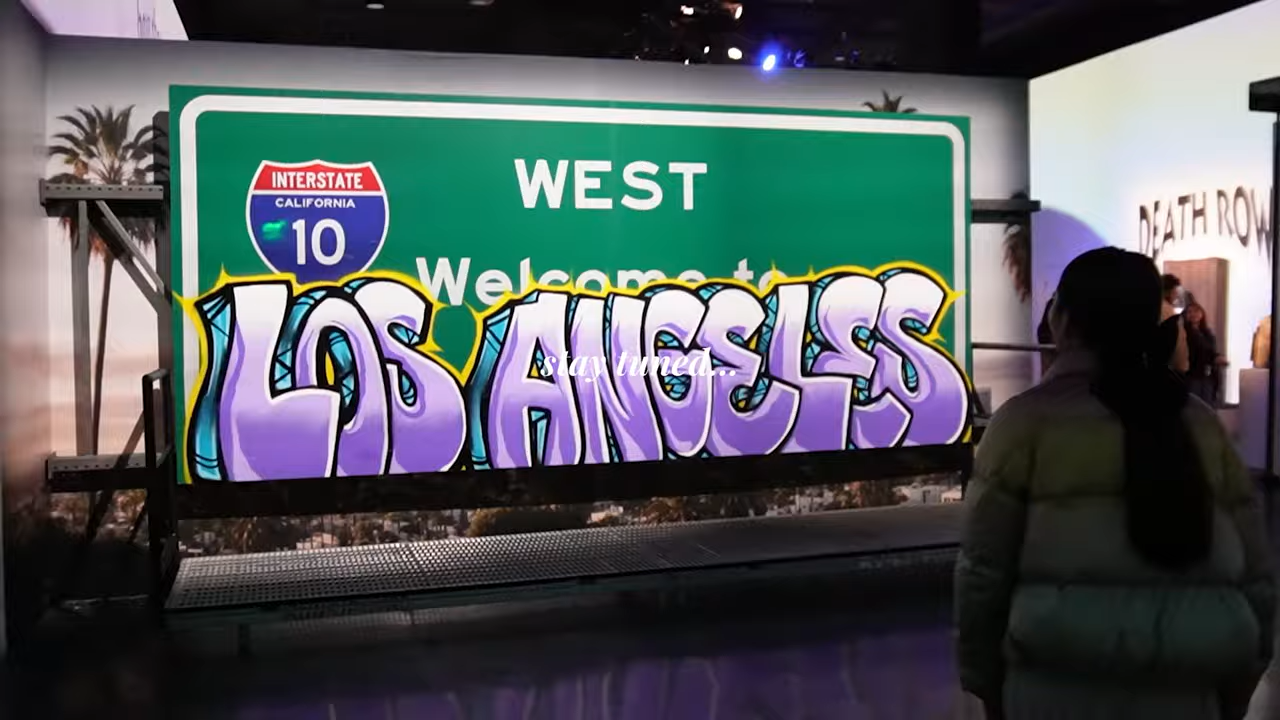 WEST
INTERSTATE
CALIFORNIA
10
Welcome to
LOS ANGELES
stay tuned...
DEATH ROW